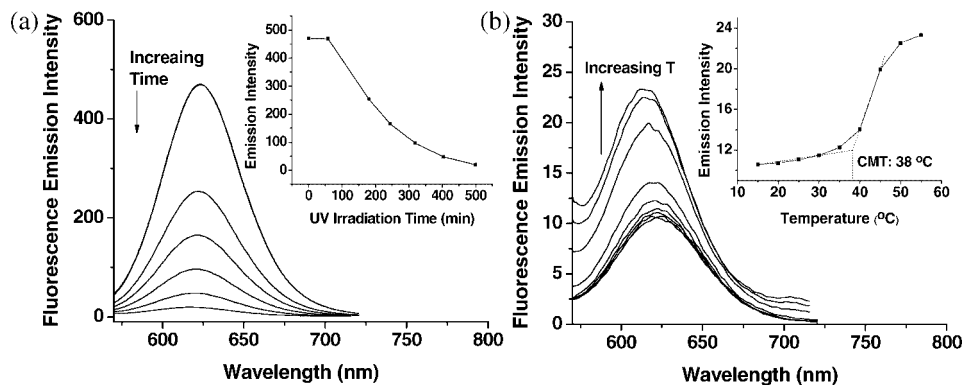 (a)
600
400
200
0
Fluorescence Emission Intensity
Increaing
Time
500
400
300
200
100
0
Emission Intensity
0 100 200 300 400 500
UV Irradiation Time (min)
600 650 700 750 800
Wavelength (nm)
(b)
30
25
20
15
10
5
0
Fluorescence Emission Intensity
Increasing T
24
20
16
12
Emission Intensity
CMT: 38 °C
10 20 30 40 50 60
Temperature (°C)
600 650 700 750 800
Wavelength (nm)